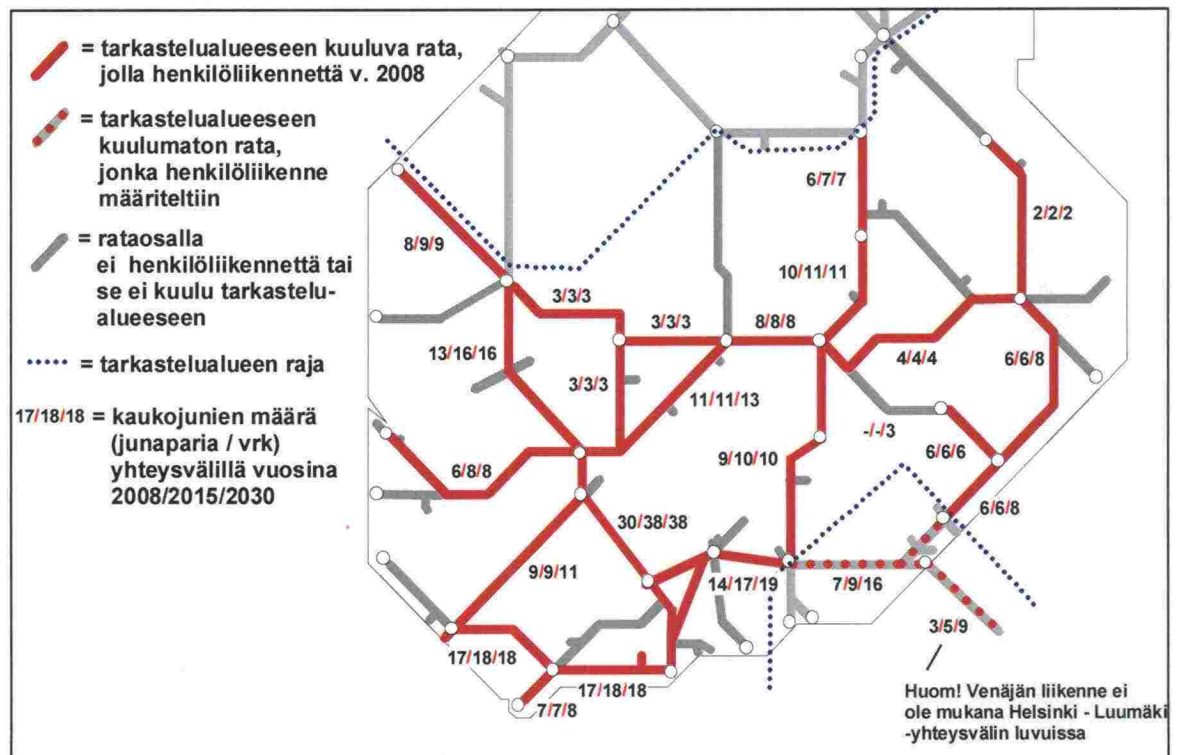 = tarkastelualueeseen kuuluva rata,
jolla henkilöliikennettä v. 2008
= tarkastelualueeseen
kuulumaton rata,
jonka henkilöliikenne
määriteltiin
= rataosalla
ei henkilöliikennettä tai
se ei kuulu tarkastelu-
alueeseen
= tarkastelualueen raja
17/18/18 = kaukojunien määrä
(junaparia / vrk)
yhteysvälillä vuosina
2008/2015/2030
6/7/7
2/2/2
8/9/9
10/11/11
3/3/3
3/3/3
8/8/8
13/16/16
4/4/4
6/6/8
3/3/3
11/11/13
-/-/3
9/10/10
6/6/6
6/8/8
6/6/8
30/38/38
9/9/11
14/17/19
7/9/16
3/5/9
17/18/18
17/18/18
7/7/8
Huom! Venäjän liikenne ei
ole mukana Helsinki - Luumäki
-yhteysvälin luvuissa